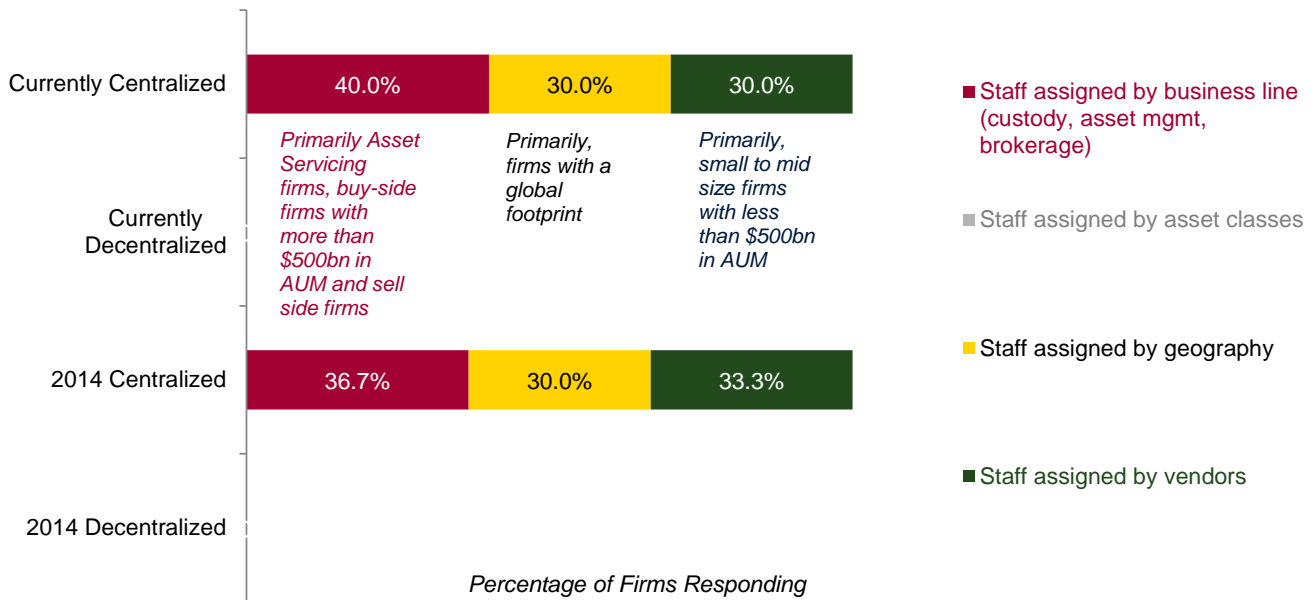 Currently Centralized
40.0%
30.0%
30.0%
Staff assigned by business line
(custody, asset mgmt,
brokerage)
Primarily Asset
Servicing
firms, buy-side
firms with
more than
$500bn in
AUM and sell
side firms
Primarily,
firms with a
global
footprint
Primarily,
small to mid
size firms
with less
than $500bn
in AUM
Currently
Decentralized
Staff assigned by asset classes
2014 Centralized
36.7%
30.0%
33.3%
Staff assigned by geography
Staff assigned by vendors
2014 Decentralized
Percentage of Firms Responding